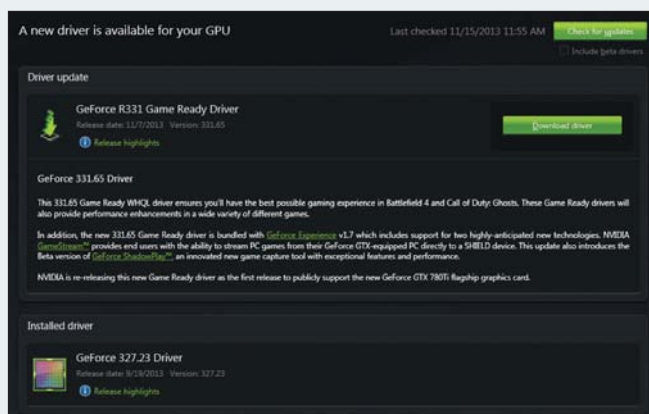 A new driver is available for your GPU
Last checked 11/15/2013 11:55 AM
Check for updates
Include beta drivers
Driver update
GeForce R331 Game Ready Driver
Release date: 11/7/2013 Version: 331.65
Release highlights
Download driver
GeForce 331.65 Driver
This 331.65 Game Ready WHQL driver ensures you'll have the best possible gaming experience in Battlefield 4 and Call of Duty: Ghosts. These Game Ready drivers will
also provide performance enhancements in a wide variety of different games.
In addition, the new 331.65 Game Ready driver is bundled with GeForce Experience v1.7 which includes support for two highly-anticipated new technologies. NVIDIA
GameStream™ provides end users with the ability to stream PC games from their GeForce GTX-equipped PC directly to a SHIELD device. This update also introduces the
Beta version of GeForce ShadowPlay™, an innovated new game capture tool with exceptional features and performance.
NVIDIA is re-releasing this new Game Ready driver as the first release to publicly support the new GeForce GTX 780Ti flagship graphics card.
Installed driver
GeForce 327.23 Driver
Release date: 9/19/2013 Version: 327.23
Release highlights